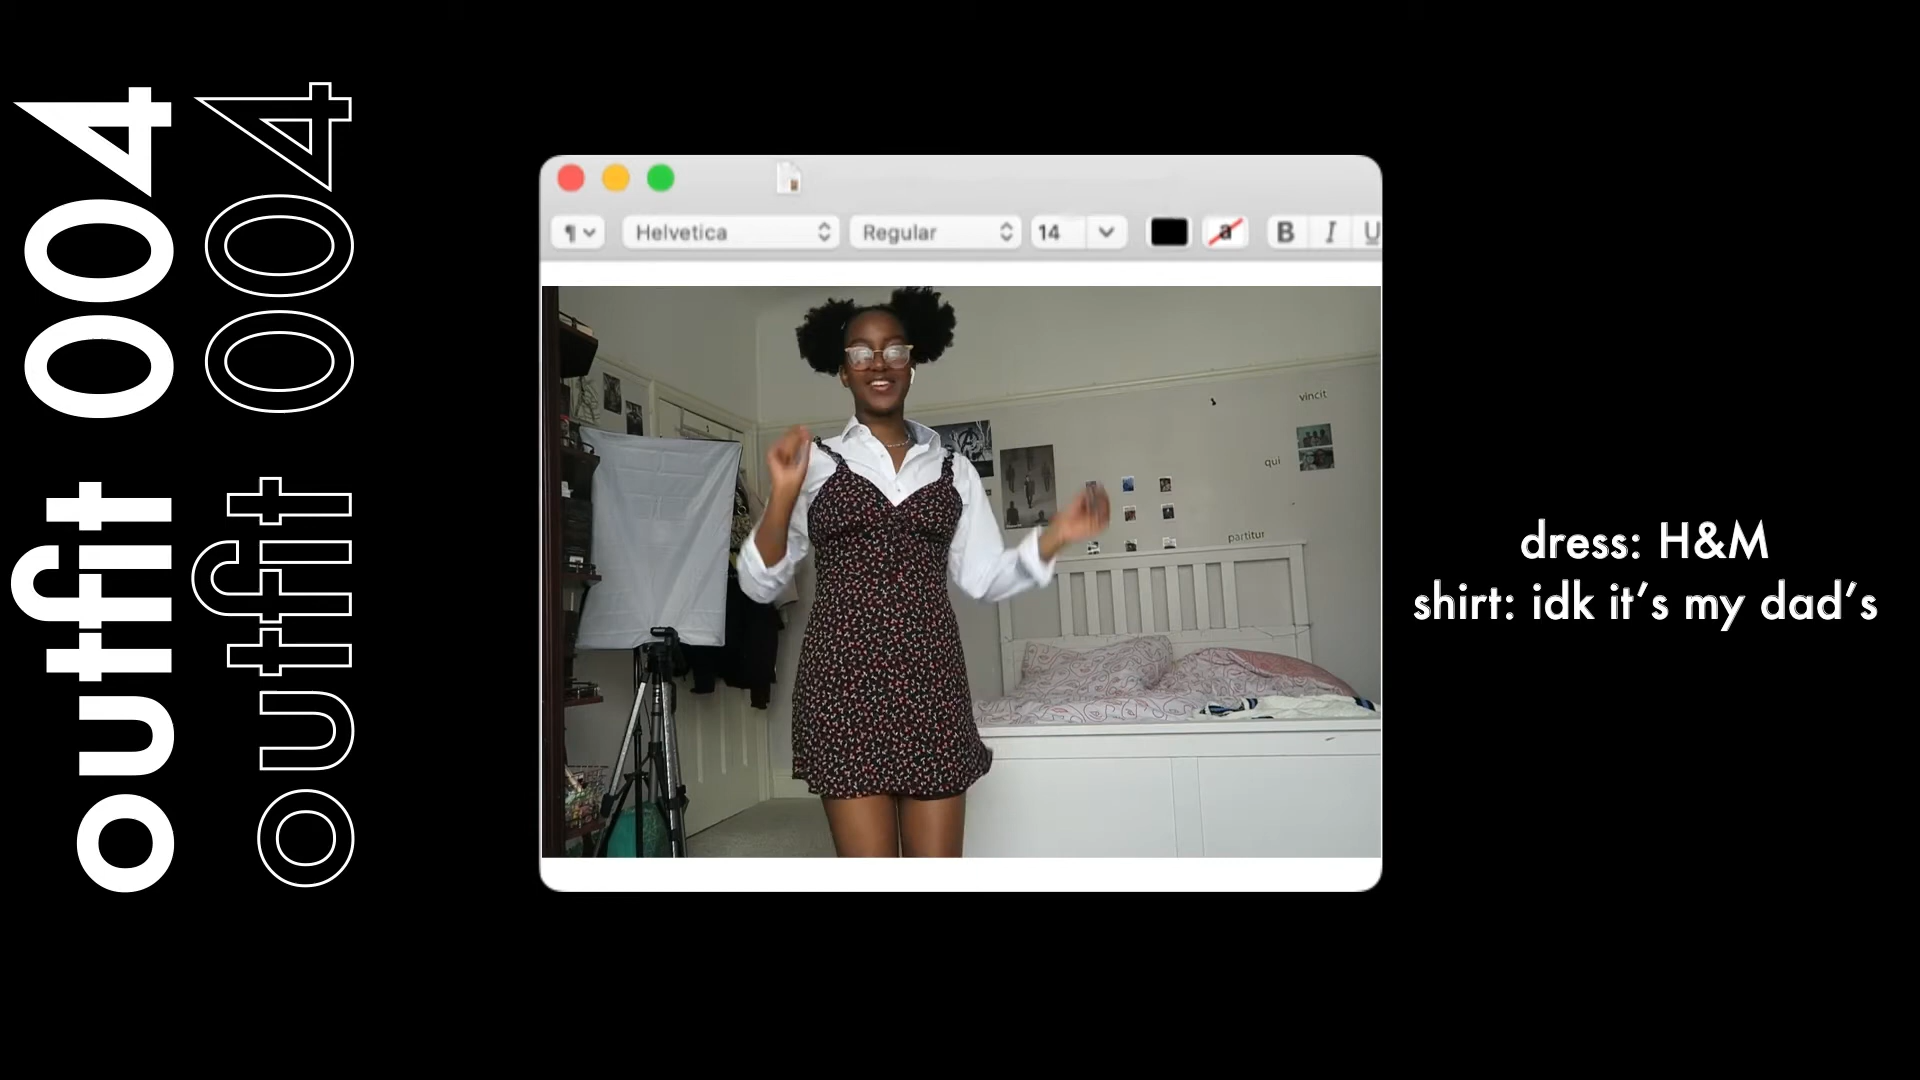 outfit 004
outfit 004
¶
Helvetica
Regular
14
a
B I U
vincit
qui
partitur
dress: H&M
shirt: idk it’s my dad’s